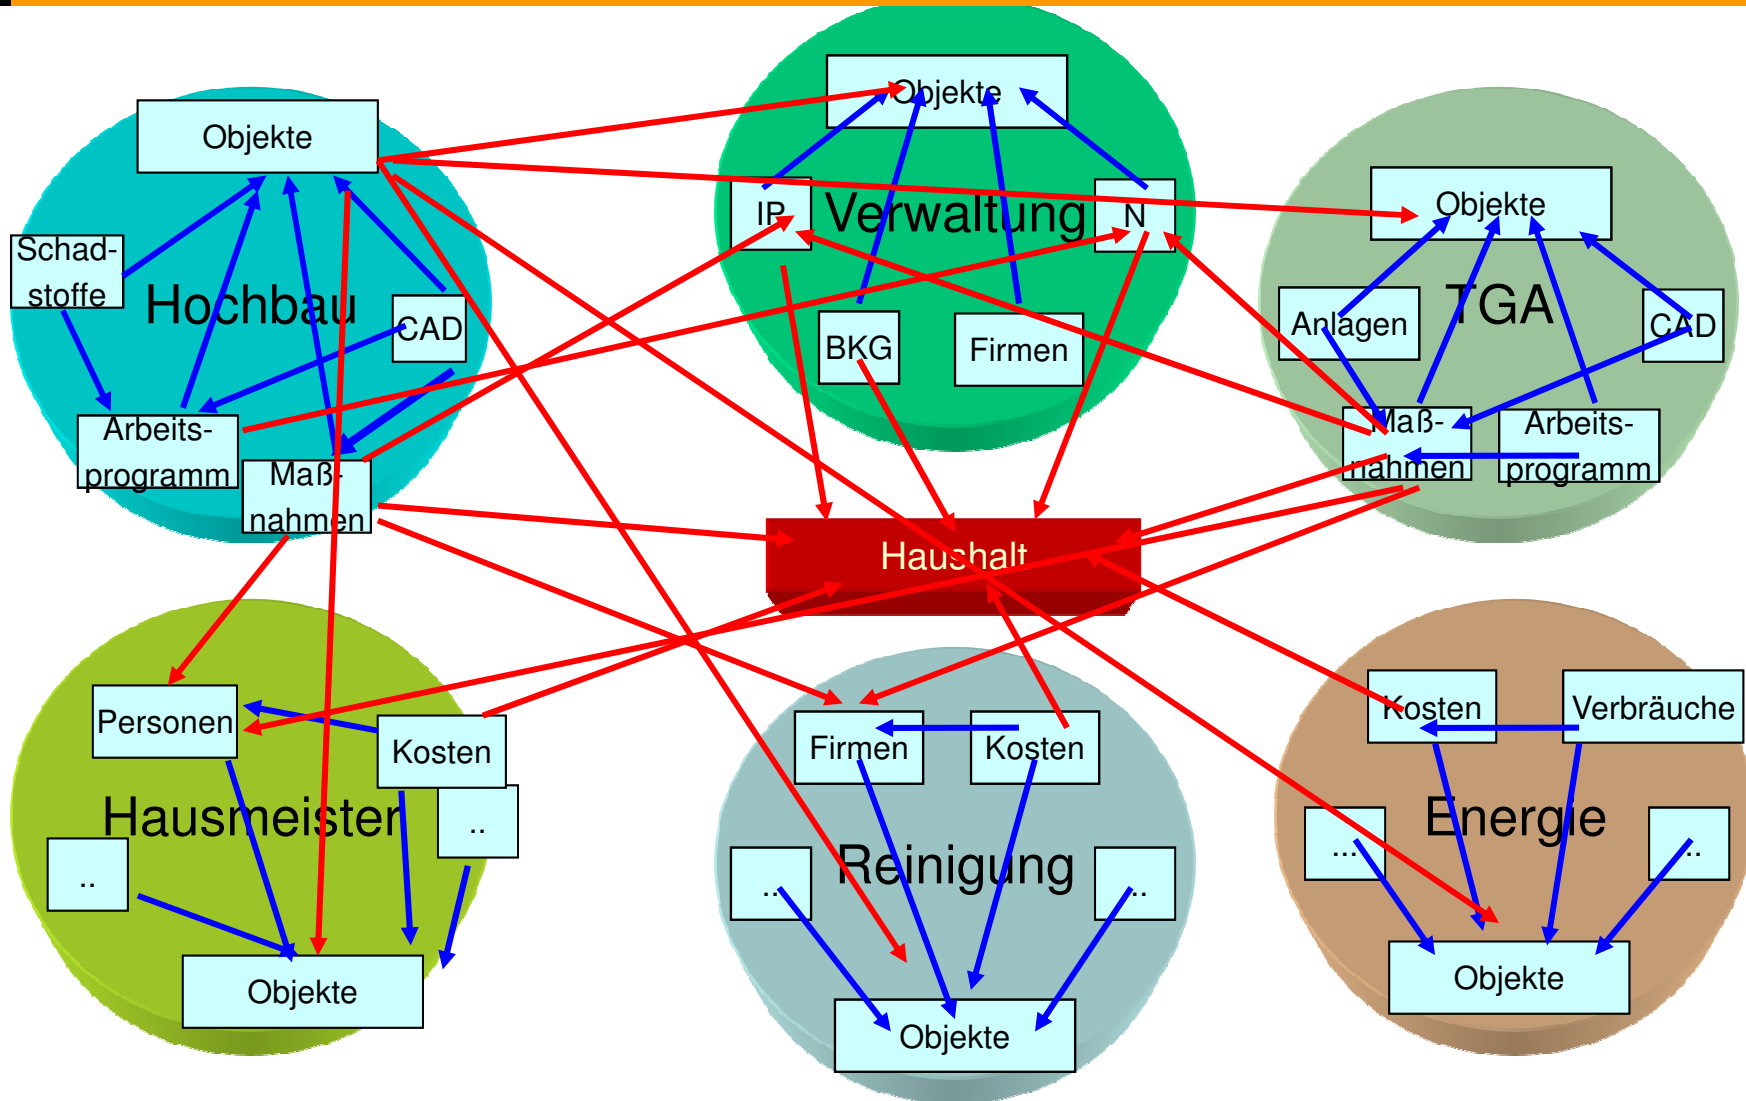 Objekte
Schad-
stoffe
Hochbau
CAD
Arbeits-
programm
Maß-
nahmen
Objekte
IP
Verwaltung
N
BKG
Firmen
Objekte
Anlagen
TGA
CAD
Maß-
nahmen
Arbeits-
programm
Haushalt
Personen
Kosten
Hausmeister
..
..
Objekte
Firmen
Kosten
..
Reinigung
..
Objekte
Kosten
Verbräuche
...
Energie
..
Objekte